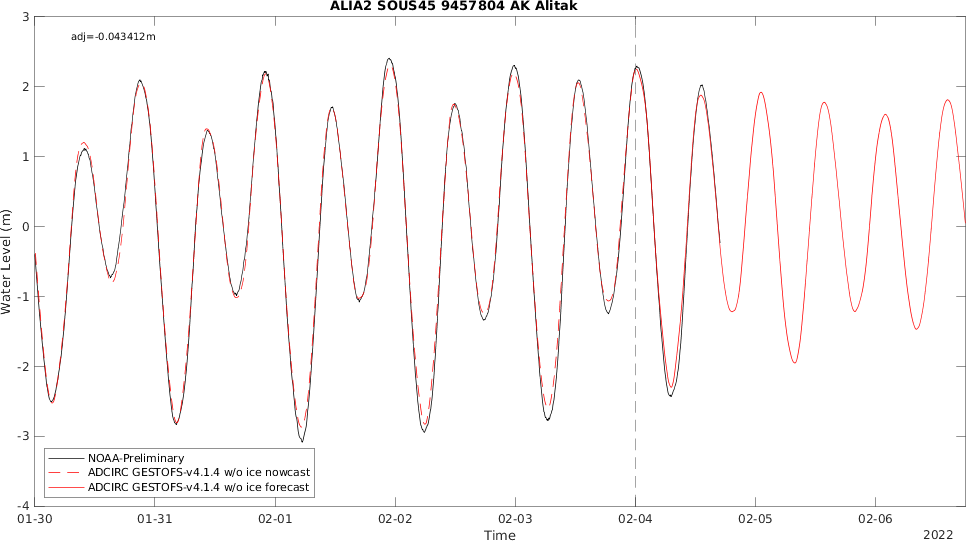 ALIA2 SOUS45 9457804 AK Alitak
adj=-0.043412m
3
2
1
0
-1
-2
-3
-4
Water Level (m)
NOAA-Preliminary
ADCIRC GESTOFS-v4.1.4 w/o ice nowcast
ADCIRC GESTOFS-v4.1.4 w/o ice forecast
01-30 01-31 02-01 02-02 02-03 02-04 02-05 02-06
Time
2022